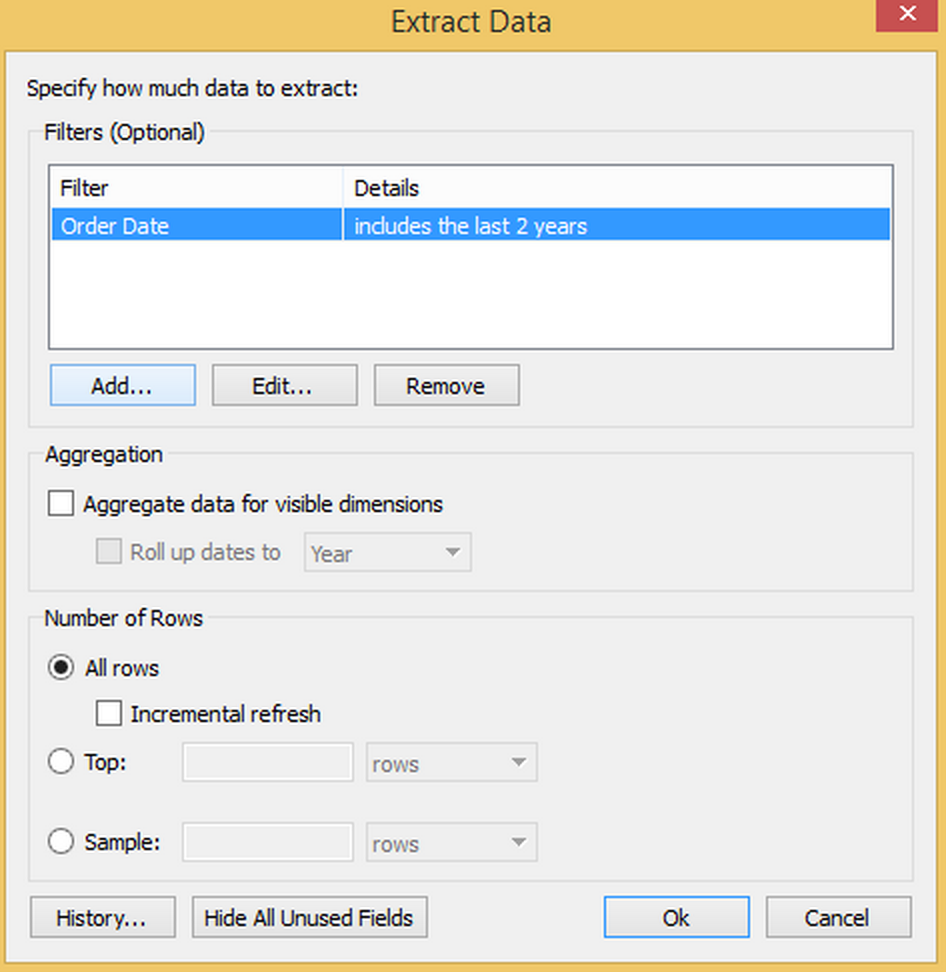 Extract Data
Specify how much data to extract:
Filters (Optional)
Filter Details
Order Date includes the last 2 years
Add... Edit... Remove
Aggregation
Aggregate data for visible dimensions
Roll up dates to Year
Number of Rows
All rows
Incremental refresh
Top: rows
Sample: rows
History... Hide All Unused Fields Ok Cancel